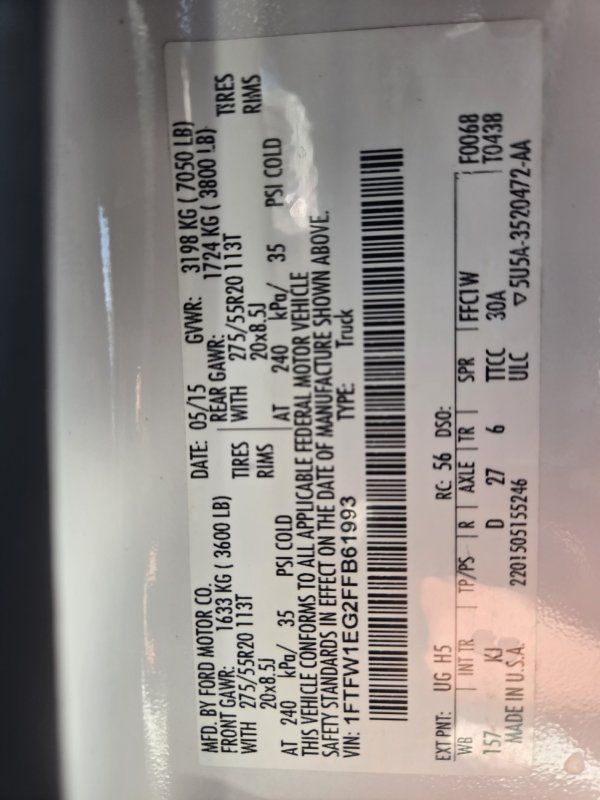 MFD. BY FORD MOTOR CO. DATE: 05/15 GVWR: 3198 KG ( 7050 LB)
FRONT GAWR: 1633 KG ( 3600 LB) REAR GAWR: 1724 KG ( 3800 LB)
WITH 275/55R20 113T TIRES WITH 275/55R20 113T TIRES
20x8.5J RIMS 20x8.5J RIMS
AT 240 kPa/ 35 PSI COLD AT 240 kPa/ 35 PSI COLD
THIS VEHICLE CONFORMS TO ALL APPLICABLE FEDERAL MOTOR VEHICLE
SAFETY STANDARDS IN EFFECT ON THE DATE OF MANUFACTURE SHOWN ABOVE.
VIN: 1FTFW1EG2FFB61993 TYPE: Truck
EXT PNT: UG H5 RC: 56 DSO: F0068
WB | INT TR | TP/PS | R | AXLE | TR | SPR FFC1W T0438
157 KJ D 27 6 TTCC 30A
MADE IN U.S.A. 2201505155246 ULC ▽5U5A-3520472-AA